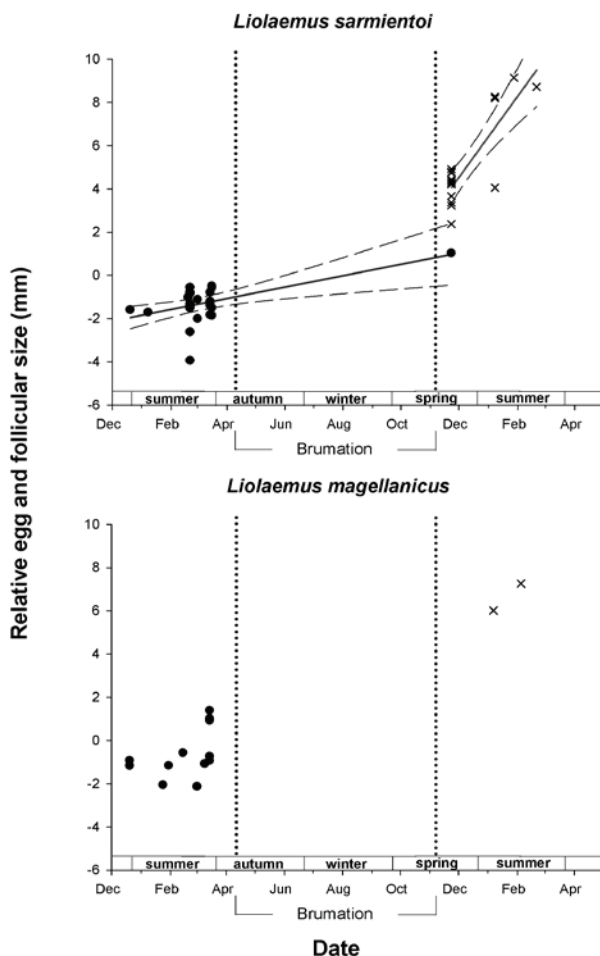 Liolaemus sarmientoi
10
8
6
4
2
0
-2
-4
-6
summer autumn winter spring summer
Dec Feb Apr Jun Aug Oct Dec Feb Apr
Brumation
Relative egg and follicular size (mm)
Liolaemus magellanicus
10
8
6
4
2
0
-2
-4
-6
summer autumn winter spring summer
Dec Feb Apr Jun Aug Oct Dec Feb Apr
Brumation
Date